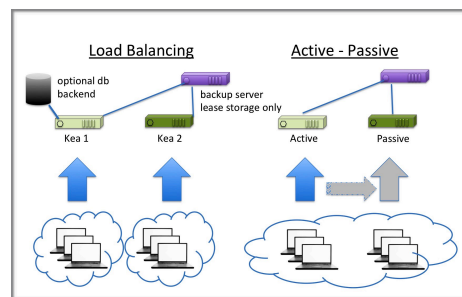 Load Balancing
Active - Passive
optional db
backend
backup server
lease storage only
Kea 1
Kea 2
Active
Passive